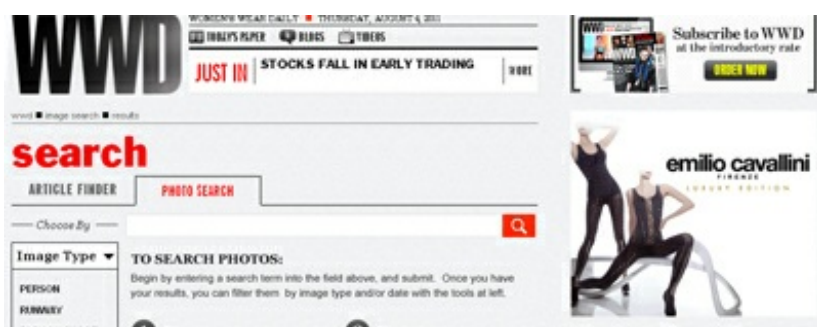 WOMEN'S WEAR DAILY ■ THURSDAY, AUGUST 4, 2011
WWD
TODAY'S PAPER BLOGS VIDEOS
JUST IN STOCKS FALL IN EARLY TRADING MORE
Subscribe to WWD
at the introductory rate
ORDER NOW
wwd ■ image search ■ results
search
ARTICLE FINDER PHOTO SEARCH
Choose By
Image Type ▼
PERSON
RUNWAY
TO SEARCH PHOTOS:
Begin by entering a search term into the field above, and submit. Once you have
your results, you can filter them by image type and/or date with the tools at left.
emilio cavallini
FIRENZE
LUXURY EDITION